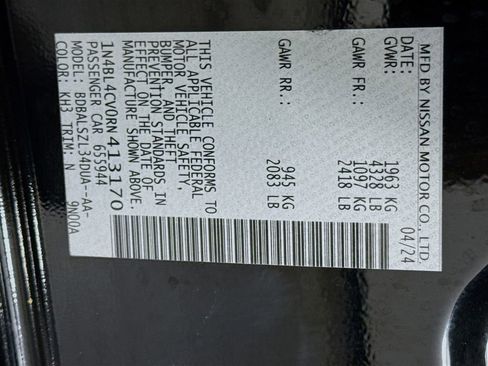 MFD BY NISSAN MOTOR CO., LTD.
DATE: 04/24
GVWR: 1963 KG
4328 LB
GAWR FR.: 1097 KG
2418 LB
GAWR RR.: 945 KG
2083 LB
THIS VEHICLE CONFORMS TO
ALL APPLICABLE FEDERAL
MOTOR VEHICLE SAFETY,
BUMPER, AND THEFT
PREVENTION STANDARDS IN
EFFECT ON THE DATE OF
MANUFACTURE SHOWN ABOVE.
1N4BL4CV0RN413170
PASSENGER CAR 655944
MODEL: BDBALSZL34DUA--AA-
COLOR: KH3 TRIM: N 9N00A